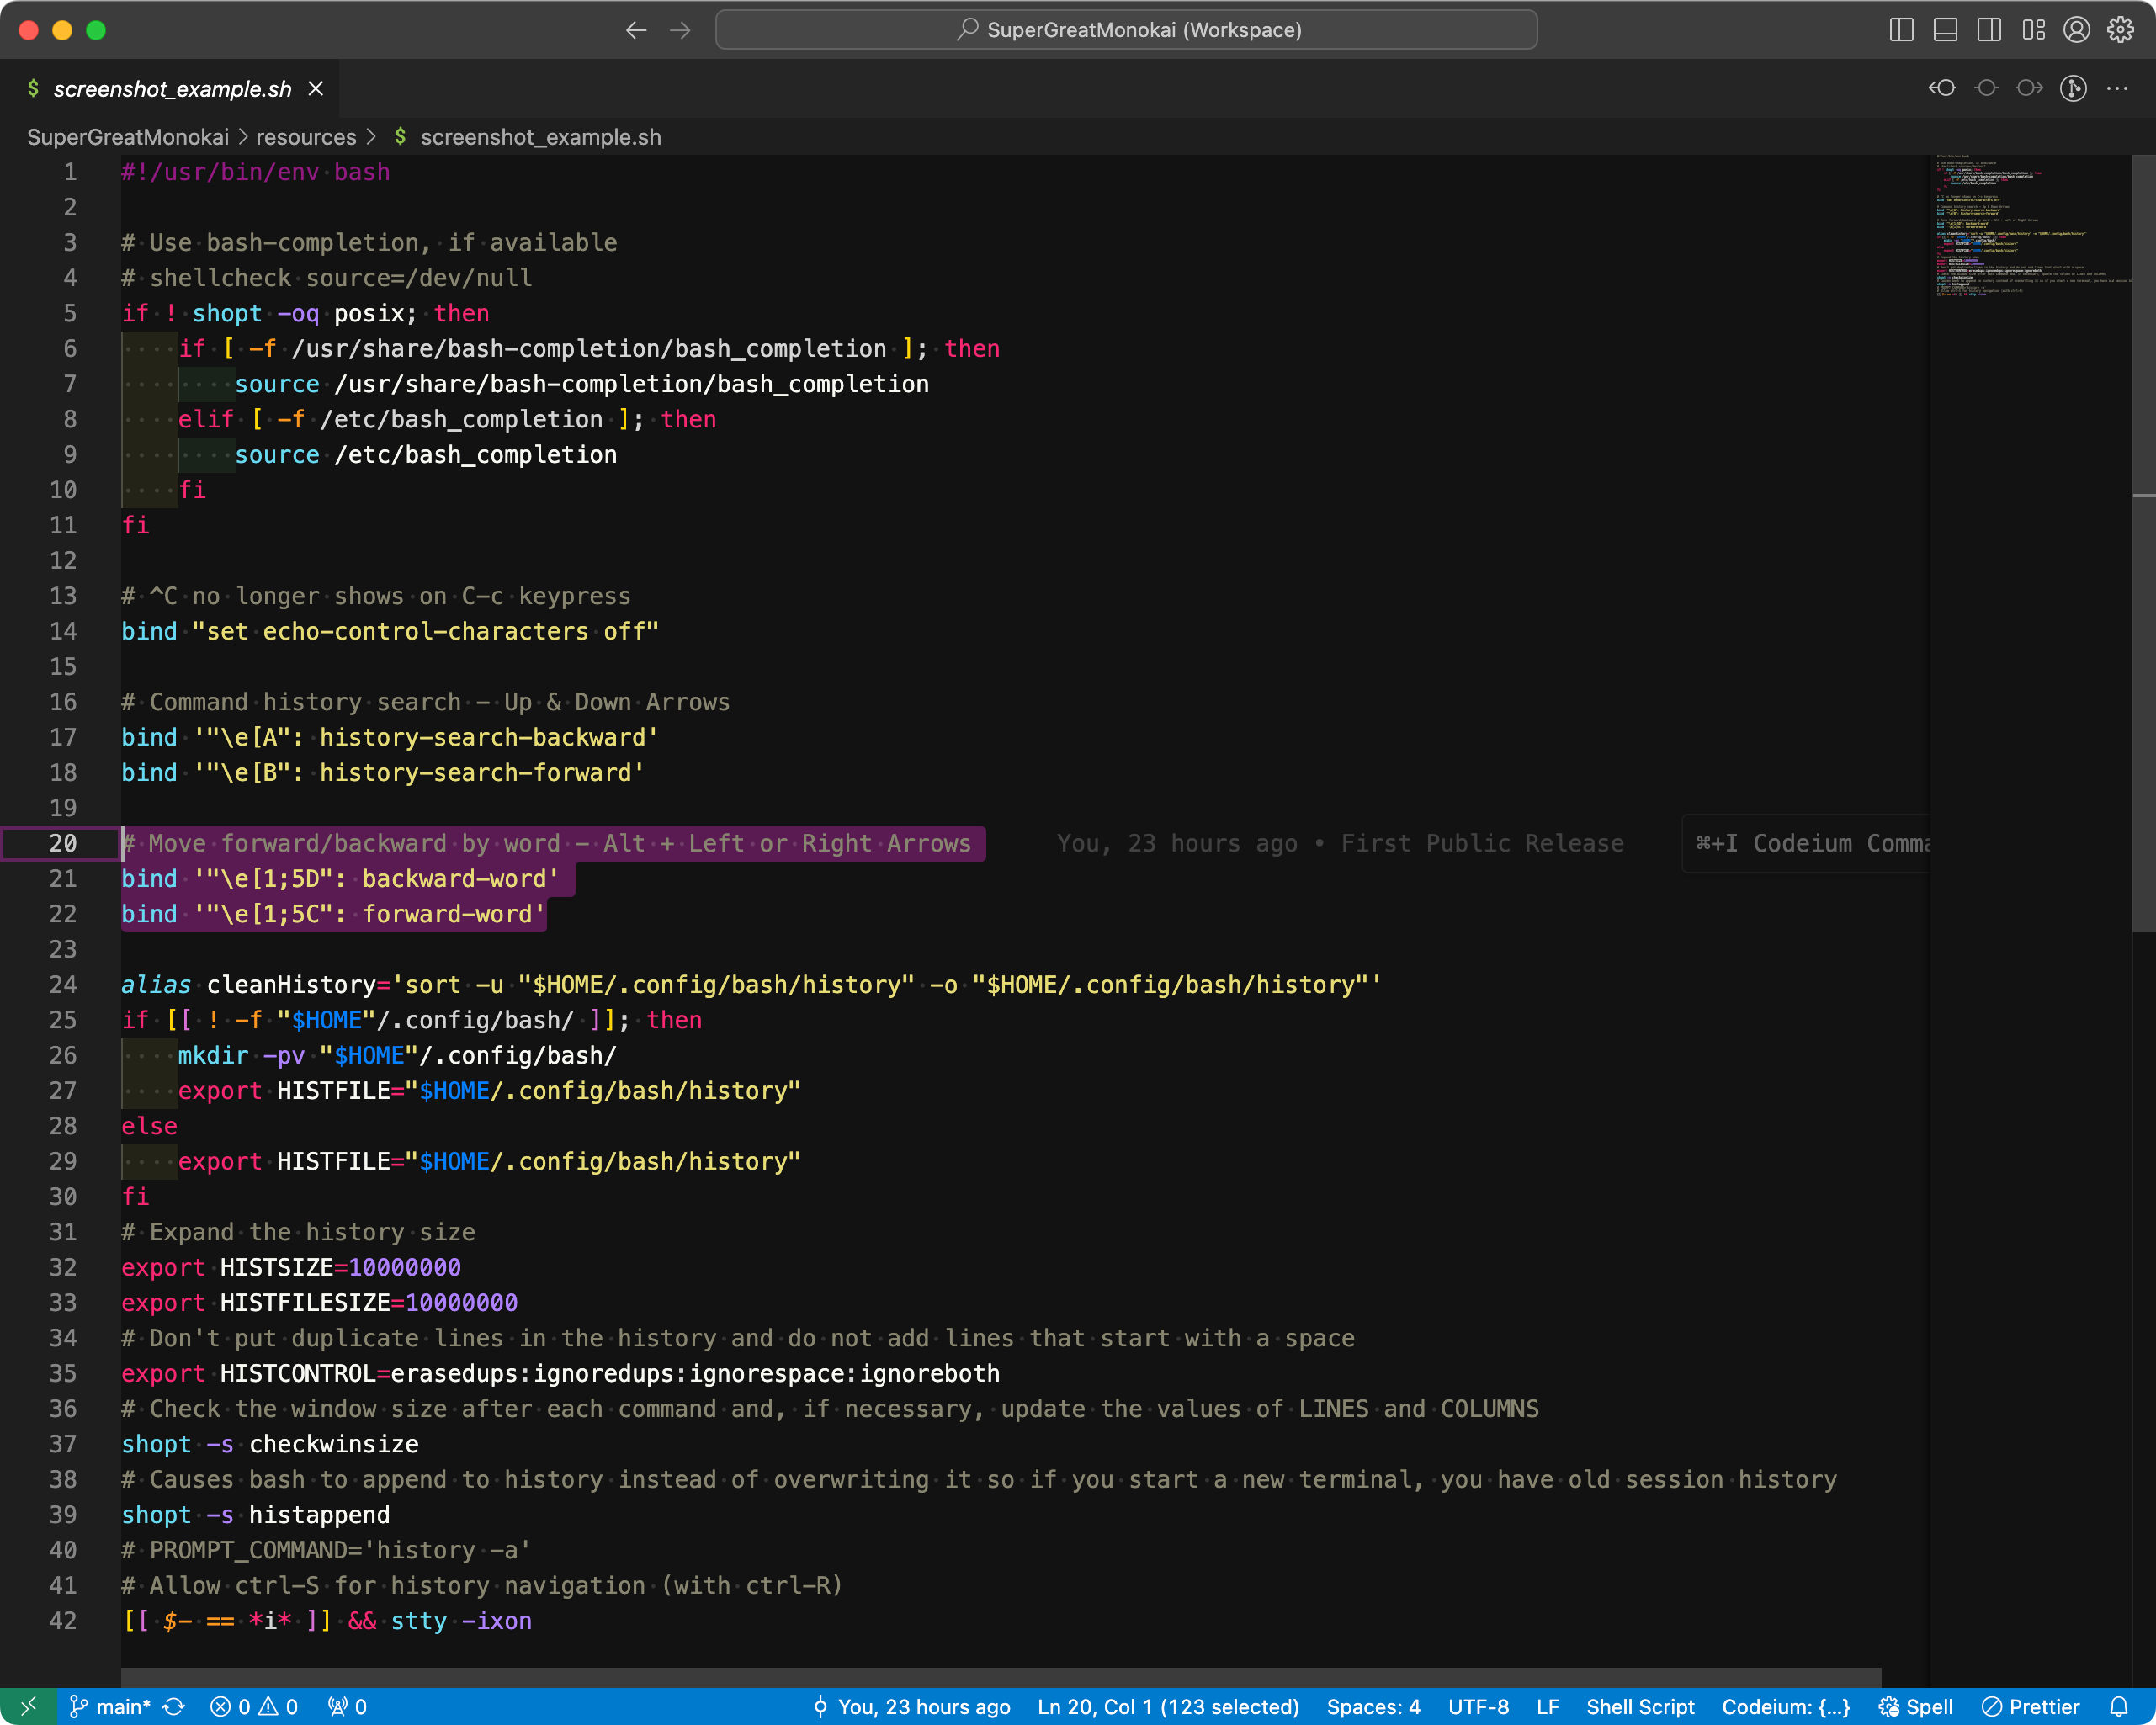 SuperGreatMonokai (Workspace)
$ screenshot_example.sh
SuperGreatMonokai > resources > $ screenshot_example.sh
1 #!/usr/bin/env bash
2
3 # Use bash-completion, if available
4 # shellcheck source=/dev/null
5 if ! shopt -oq posix; then
6     if [ -f /usr/share/bash-completion/bash_completion ]; then
7         source /usr/share/bash-completion/bash_completion
8     elif [ -f /etc/bash_completion ]; then
9         source /etc/bash_completion
10     fi
11 fi
12
13 # ^C no longer shows on C-c keypress
14 bind "set echo-control-characters off"
15
16 # Command history search - Up & Down Arrows
17 bind '"\e[A": history-search-backward'
18 bind '"\e[B": history-search-forward'
19
20 # Move forward/backward by word - Alt + Left or Right Arrows You, 23 hours ago • First Public Release ⌘+I Codeium Comma
21 bind '"\e[1;5D": backward-word'
22 bind '"\e[1;5C": forward-word'
23
24 alias cleanHistory='sort -u "$HOME/.config/bash/history" -o "$HOME/.config/bash/history"'
25 if [[ ! -f "$HOME"/.config/bash/ ]]; then
26     mkdir -pv "$HOME"/.config/bash/
27     export HISTFILE="$HOME/.config/bash/history"
28 else
29     export HISTFILE="$HOME/.config/bash/history"
30 fi
31 # Expand the history size
32 export HISTSIZE=10000000
33 export HISTFILESIZE=10000000
34 # Don't put duplicate lines in the history and do not add lines that start with a space
35 export HISTCONTROL=erasedups:ignoredups:ignorespace:ignoreboth
36 # Check the window size after each command and, if necessary, update the values of LINES and COLUMNS
37 shopt -s checkwinsize
38 # Causes bash to append to history instead of overwriting it so if you start a new terminal, you have old session history
39 shopt -s histappend
40 # PROMPT_COMMAND='history -a'
41 # Allow ctrl-S for history navigation (with ctrl-R)
42 [[ $- == *i* ]] && stty -ixon
main* 0 0 0 You, 23 hours ago Ln 20, Col 1 (123 selected) Spaces: 4 UTF-8 LF Shell Script Codeium: {...} Spell Prettier